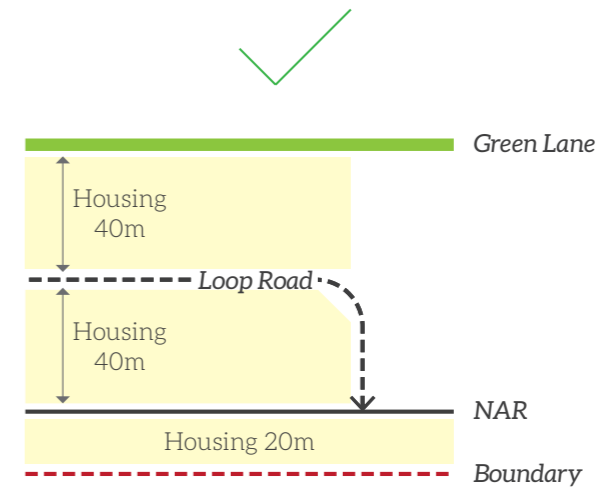 Green Lane
Housing
40m
Loop Road
Housing
40m
NAR
Housing 20m
Boundary